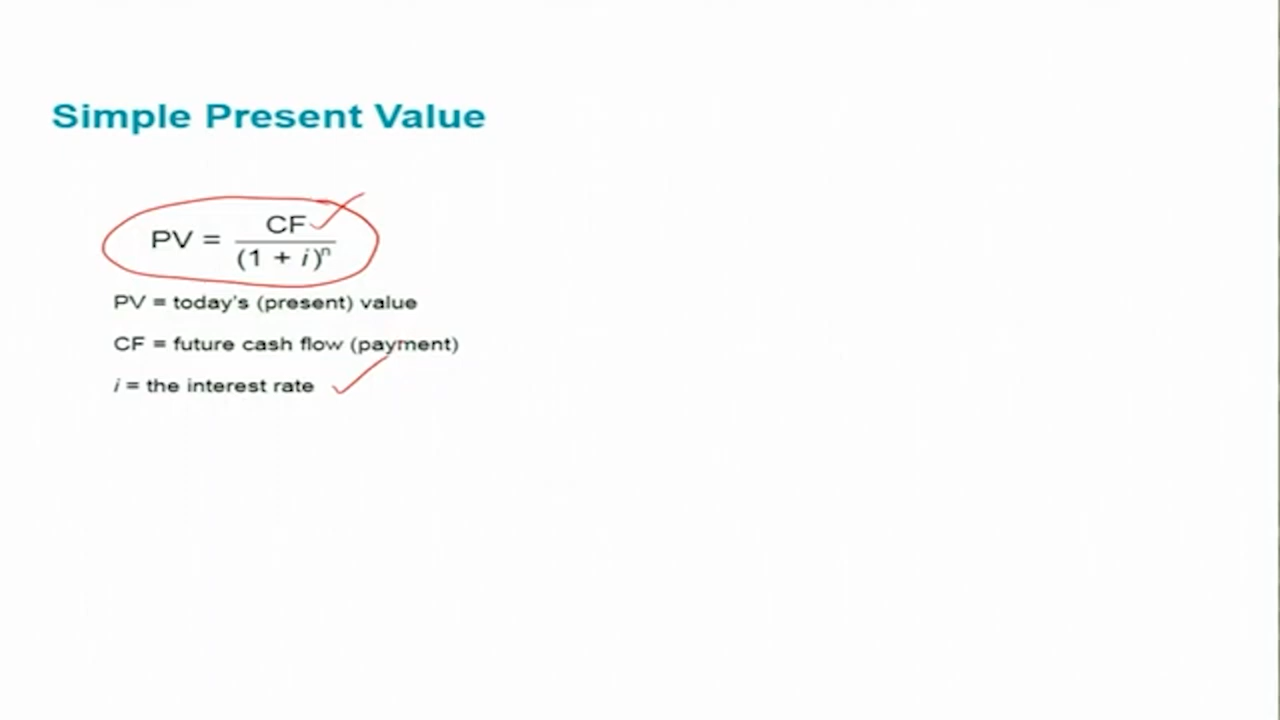 Simple Present Value
PV = CF / (1 + i)ⁿ
PV = today's (present) value
CF = future cash flow (payment)
i = the interest rate